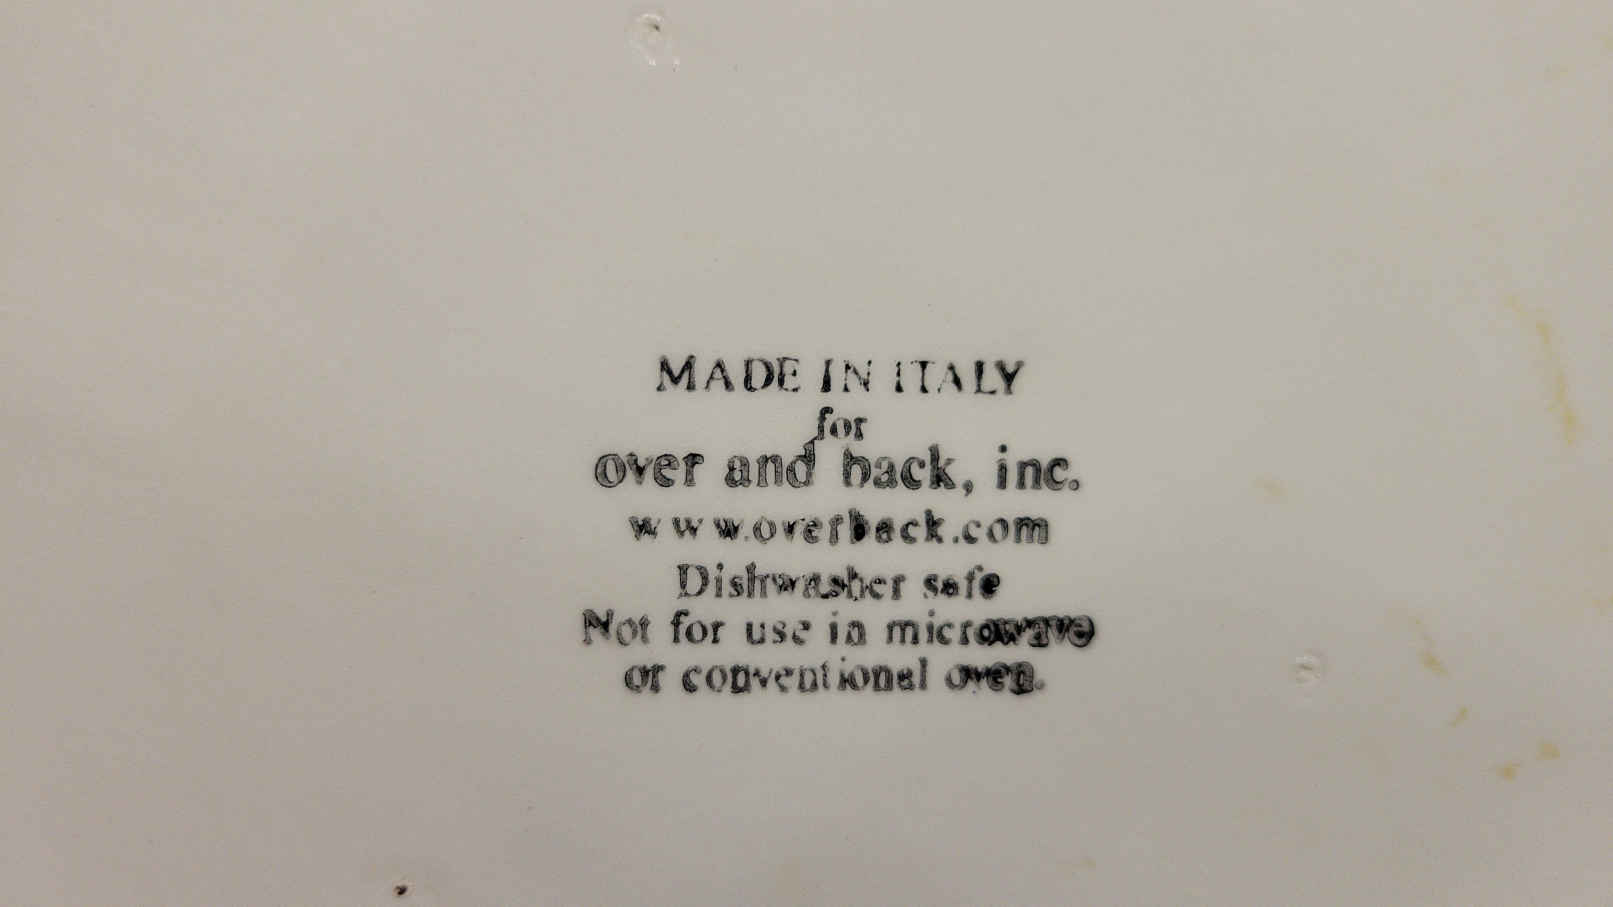 MADE IN ITALY
for
over and back, inc.
www.overback.com
Dishwasher safe
Not for use in microwave
or conventional oven.